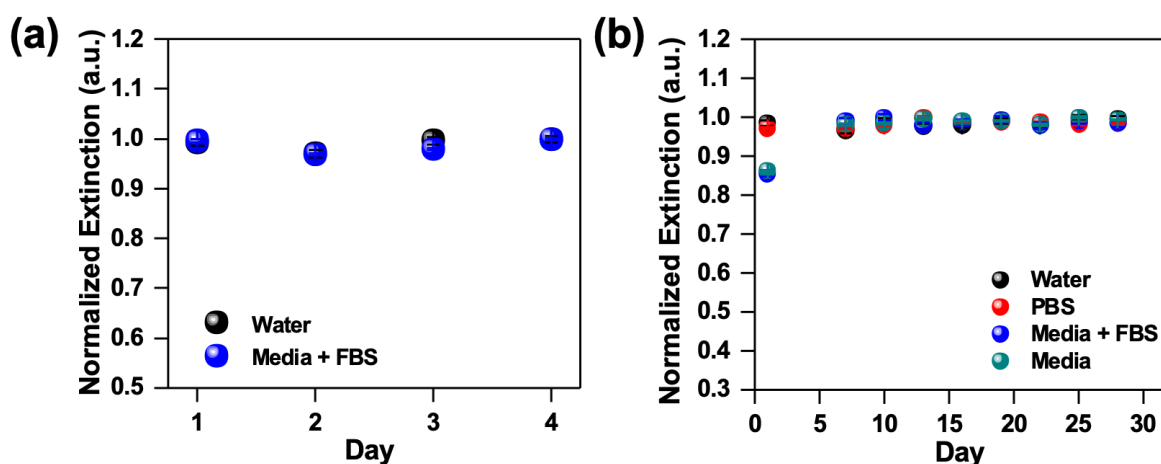 (a)
Normalized Extinction (a.u.)
1.2
1.1
1.0
0.9
0.8
0.7
0.6
0.5
Water
Media + FBS
1 2 3 4
Day
(b)
Normalized Extinction (a.u.)
1.2
1.1
1.0
0.9
0.8
0.7
0.6
0.5
0.4
0.3
Water
PBS
Media + FBS
Media
0 5 10 15 20 25 30
Day